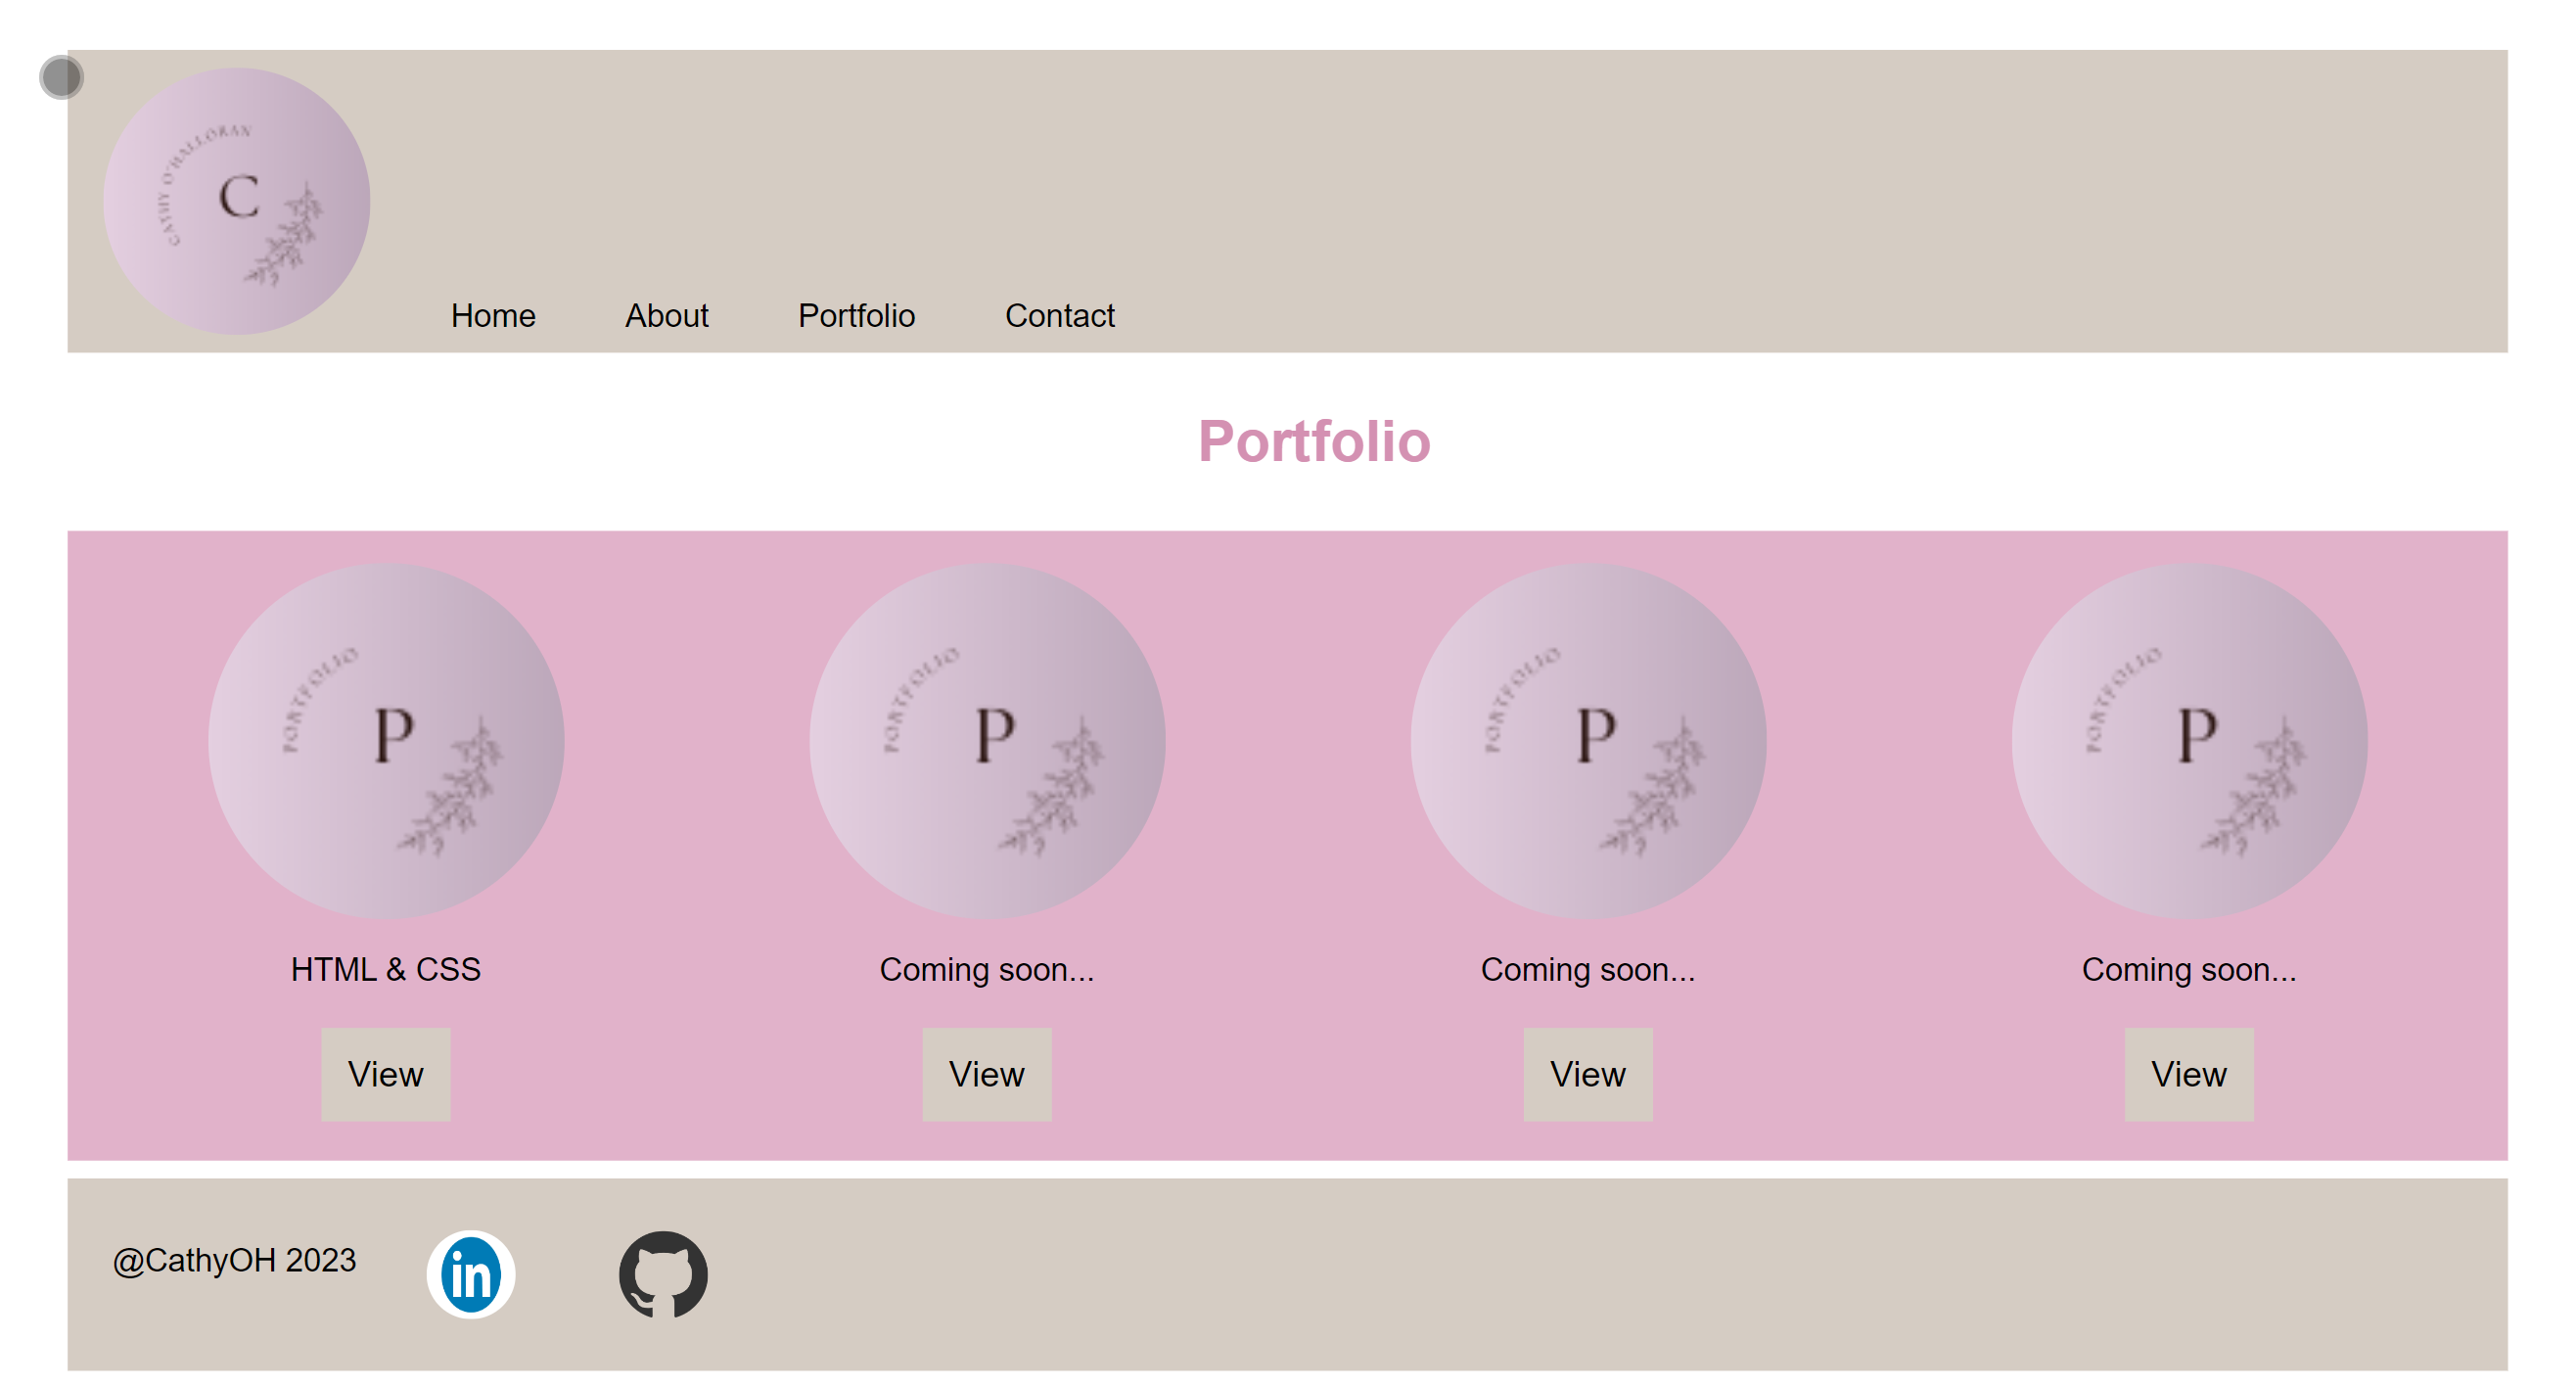 CATHY O'HALLORAN
C
Home About Portfolio Contact
Portfolio
PORTFOLIO PORTFOLIO PORTFOLIO PORTFOLIO
P P P P
HTML & CSS Coming soon... Coming soon... Coming soon...
View View View View
@CathyOH 2023 in